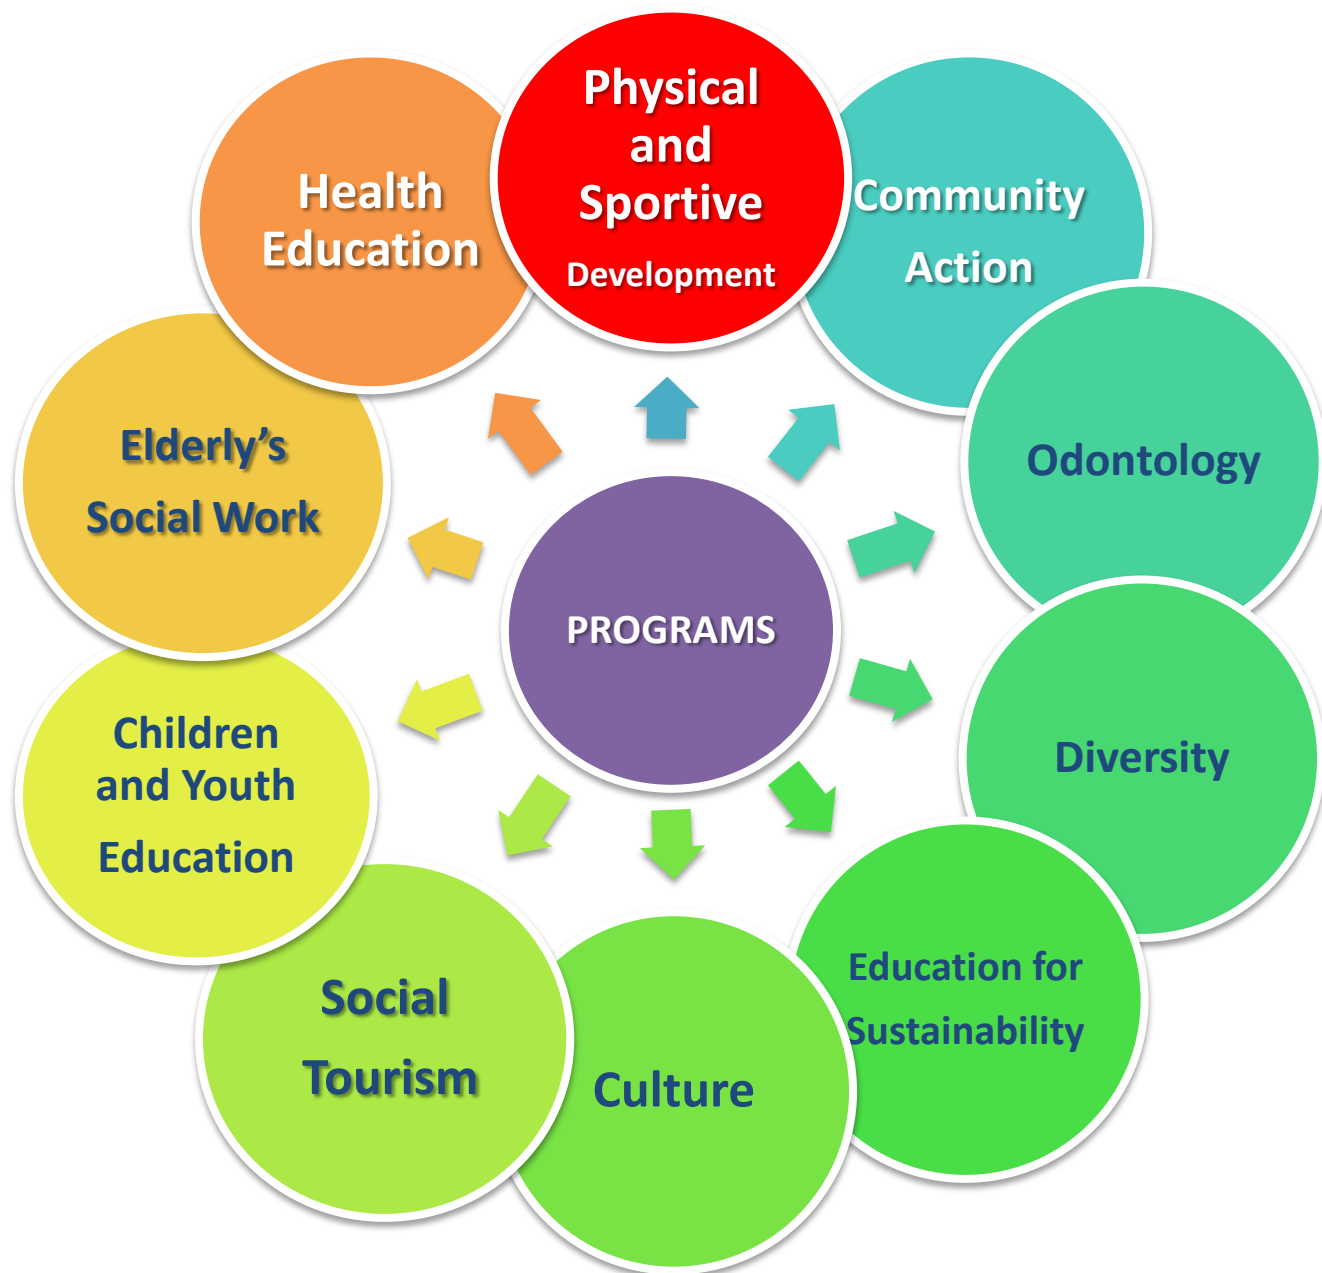 Physical
and
Sportive
Development
Community
Action
Odontology
Diversity
Education for
Sustainability
Culture
Social
Tourism
Children
and Youth
Education
Elderly’s
Social Work
Health
Education
PROGRAMS